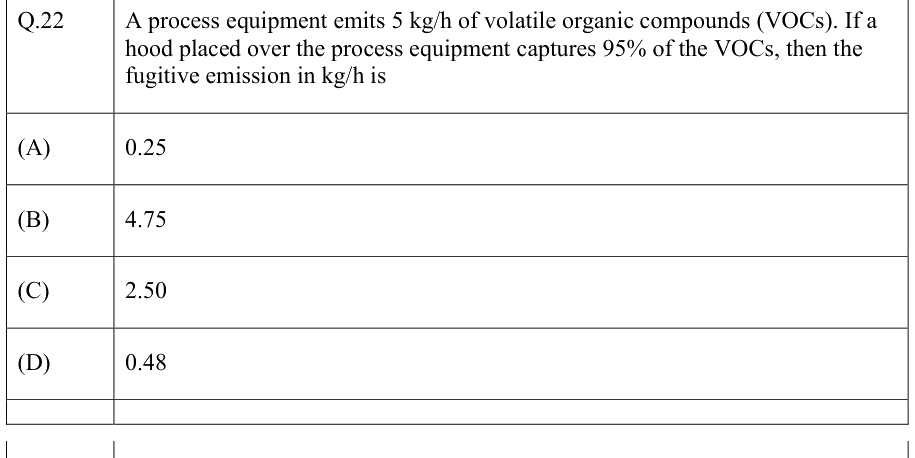 Q.22 A process equipment emits 5 kg/h of volatile organic compounds (VOCs). If a
hood placed over the process equipment captures 95% of the VOCs, then the
fugitive emission in kg/h is
(A) 0.25
(B) 4.75
(C) 2.50
(D) 0.48